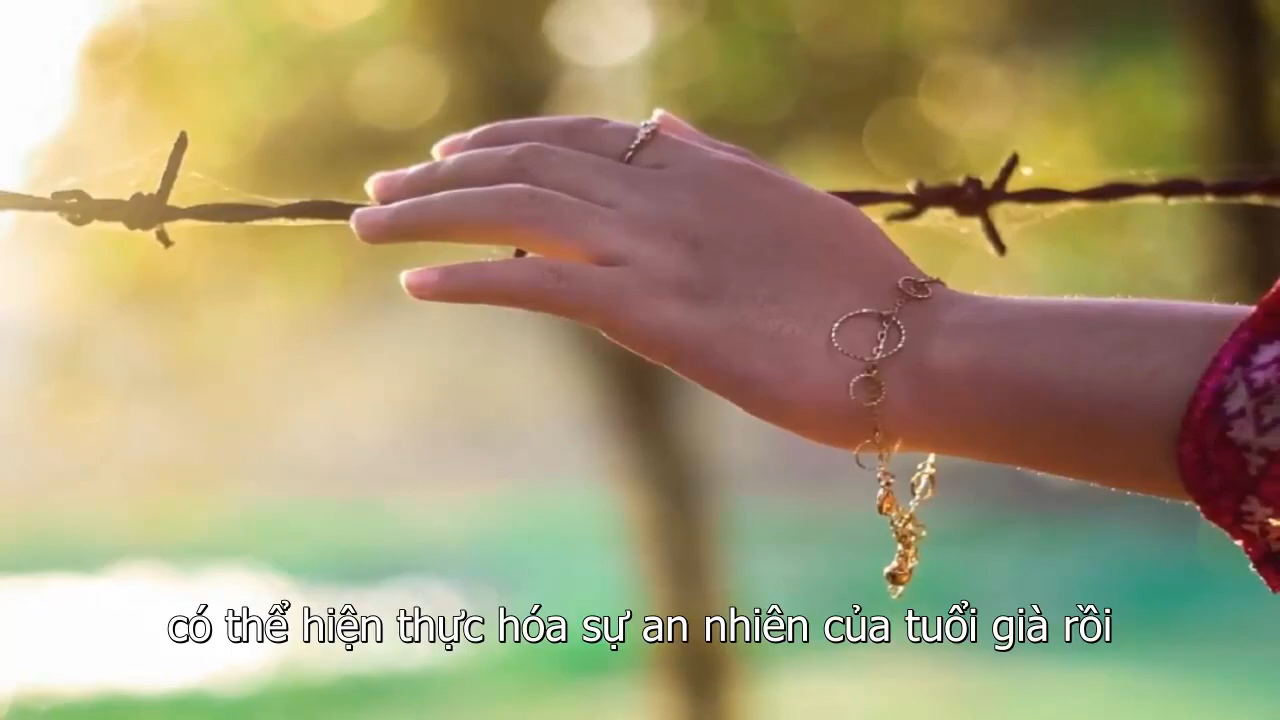 có thể hiện thực hóa sự an nhiên của tuổi già rồi